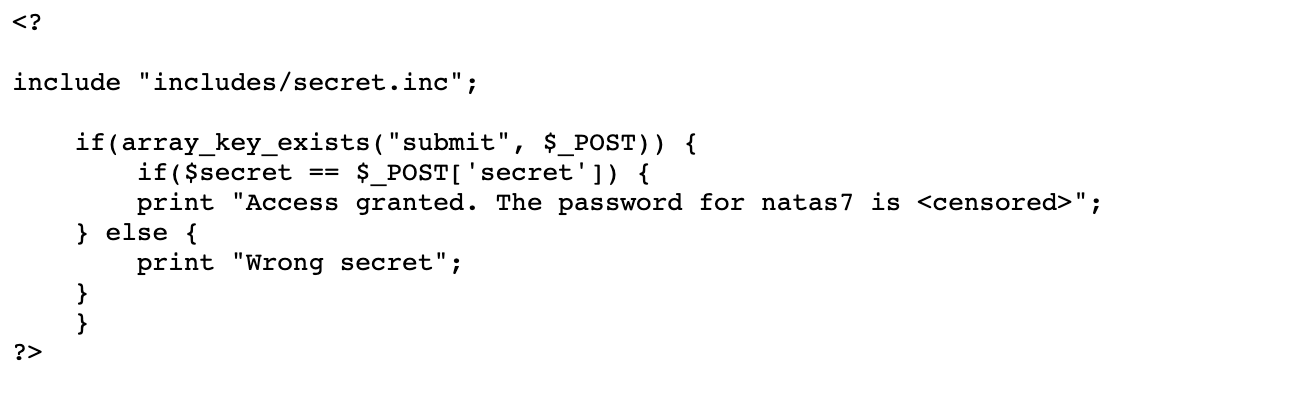 <?
include "includes/secret.inc";
if(array_key_exists("submit", $_POST)) {
if($secret == $_POST['secret']) {
print "Access granted. The password for natas7 is <censored>";
} else {
print "Wrong secret";
}
}
?>